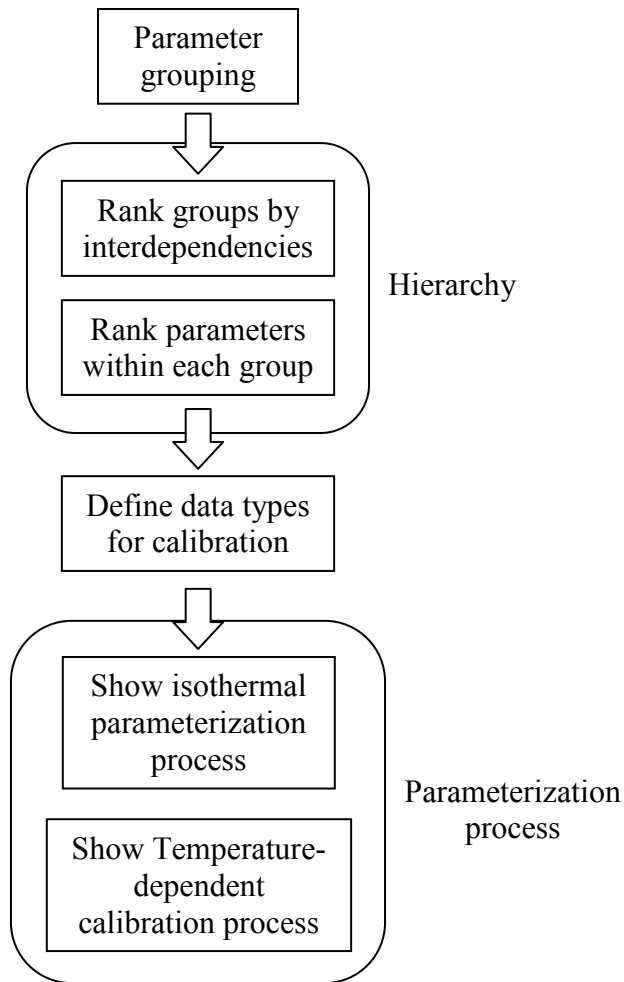 Parameter
grouping
Rank groups by
interdependencies
Rank parameters
within each group
Hierarchy
Define data types
for calibration
Show isothermal
parameterization
process
Show Temperature-
dependent
calibration process
Parameterization
process